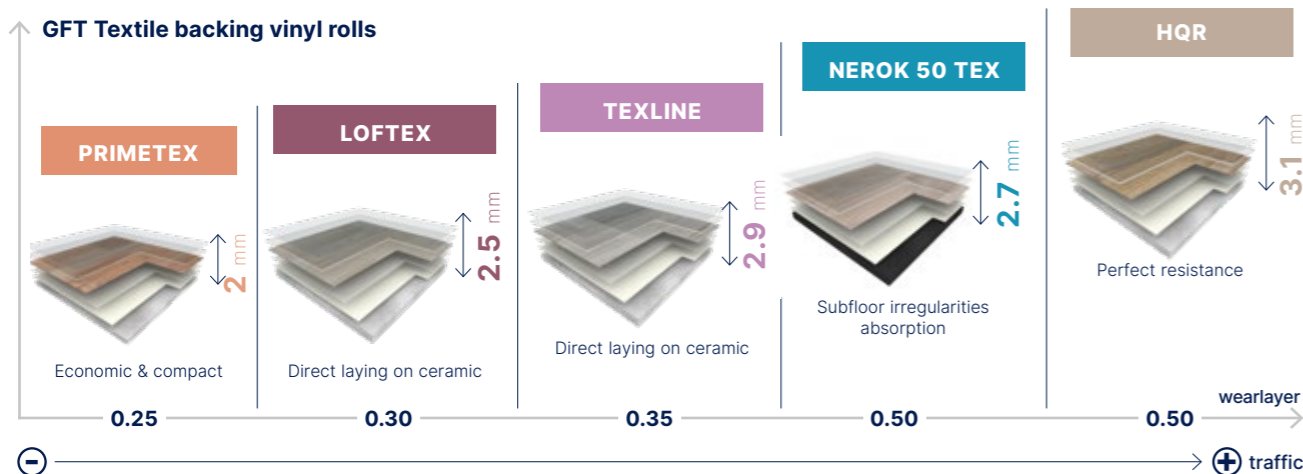 GFT Textile backing vinyl rolls
PRIMETEX
2 mm
Economic & compact
LOFTEX
2.5 mm
Direct laying on ceramic
TEXLINE
2.9 mm
Direct laying on ceramic
NEROK 50 TEX
2.7 mm
Subfloor irregularities
absorption
HQR
3.1 mm
Perfect resistance
wearlayer
0.25
0.30
0.35
0.50
0.50
-
+ traffic